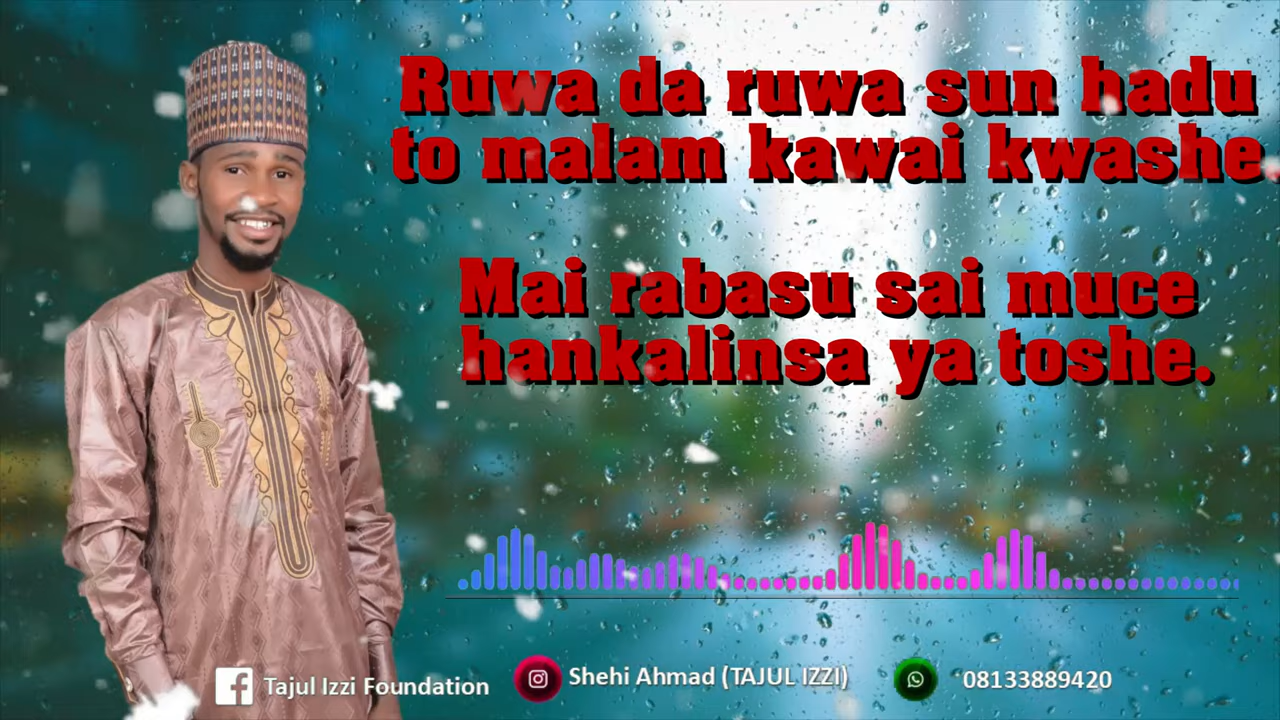 Ruwa da ruwa sun hadu
to malam kawai kwashe.
Mai rabasu sai muce
hankalinsa ya toshe.
Tajul Izzi Foundation
Shehi Ahmad (TAJUL IZZI)
08133889420